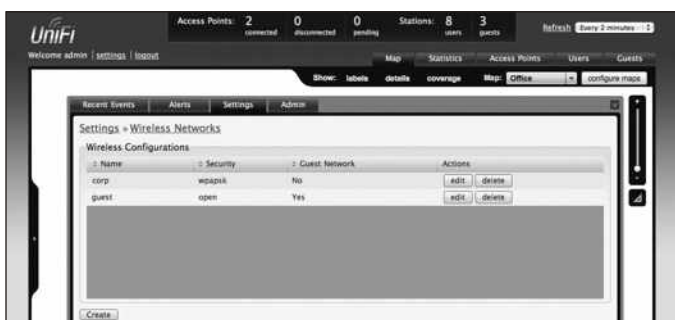 UniFi
Access Points: 2 connected 0 disconnected 0 pending Stations: 8 users 3 guests Refresh Every 2 minutes
Welcome admin | settings | logout
Map Statistics Access Points Users Guests
Show: labels details coverage Map: Office configure maps
Recent Events Alerts Settings Admin
Settings » Wireless Networks
Wireless Configurations
Name Security Guest Network Actions
corp wpapsk No edit delete
guest open Yes edit delete
Create